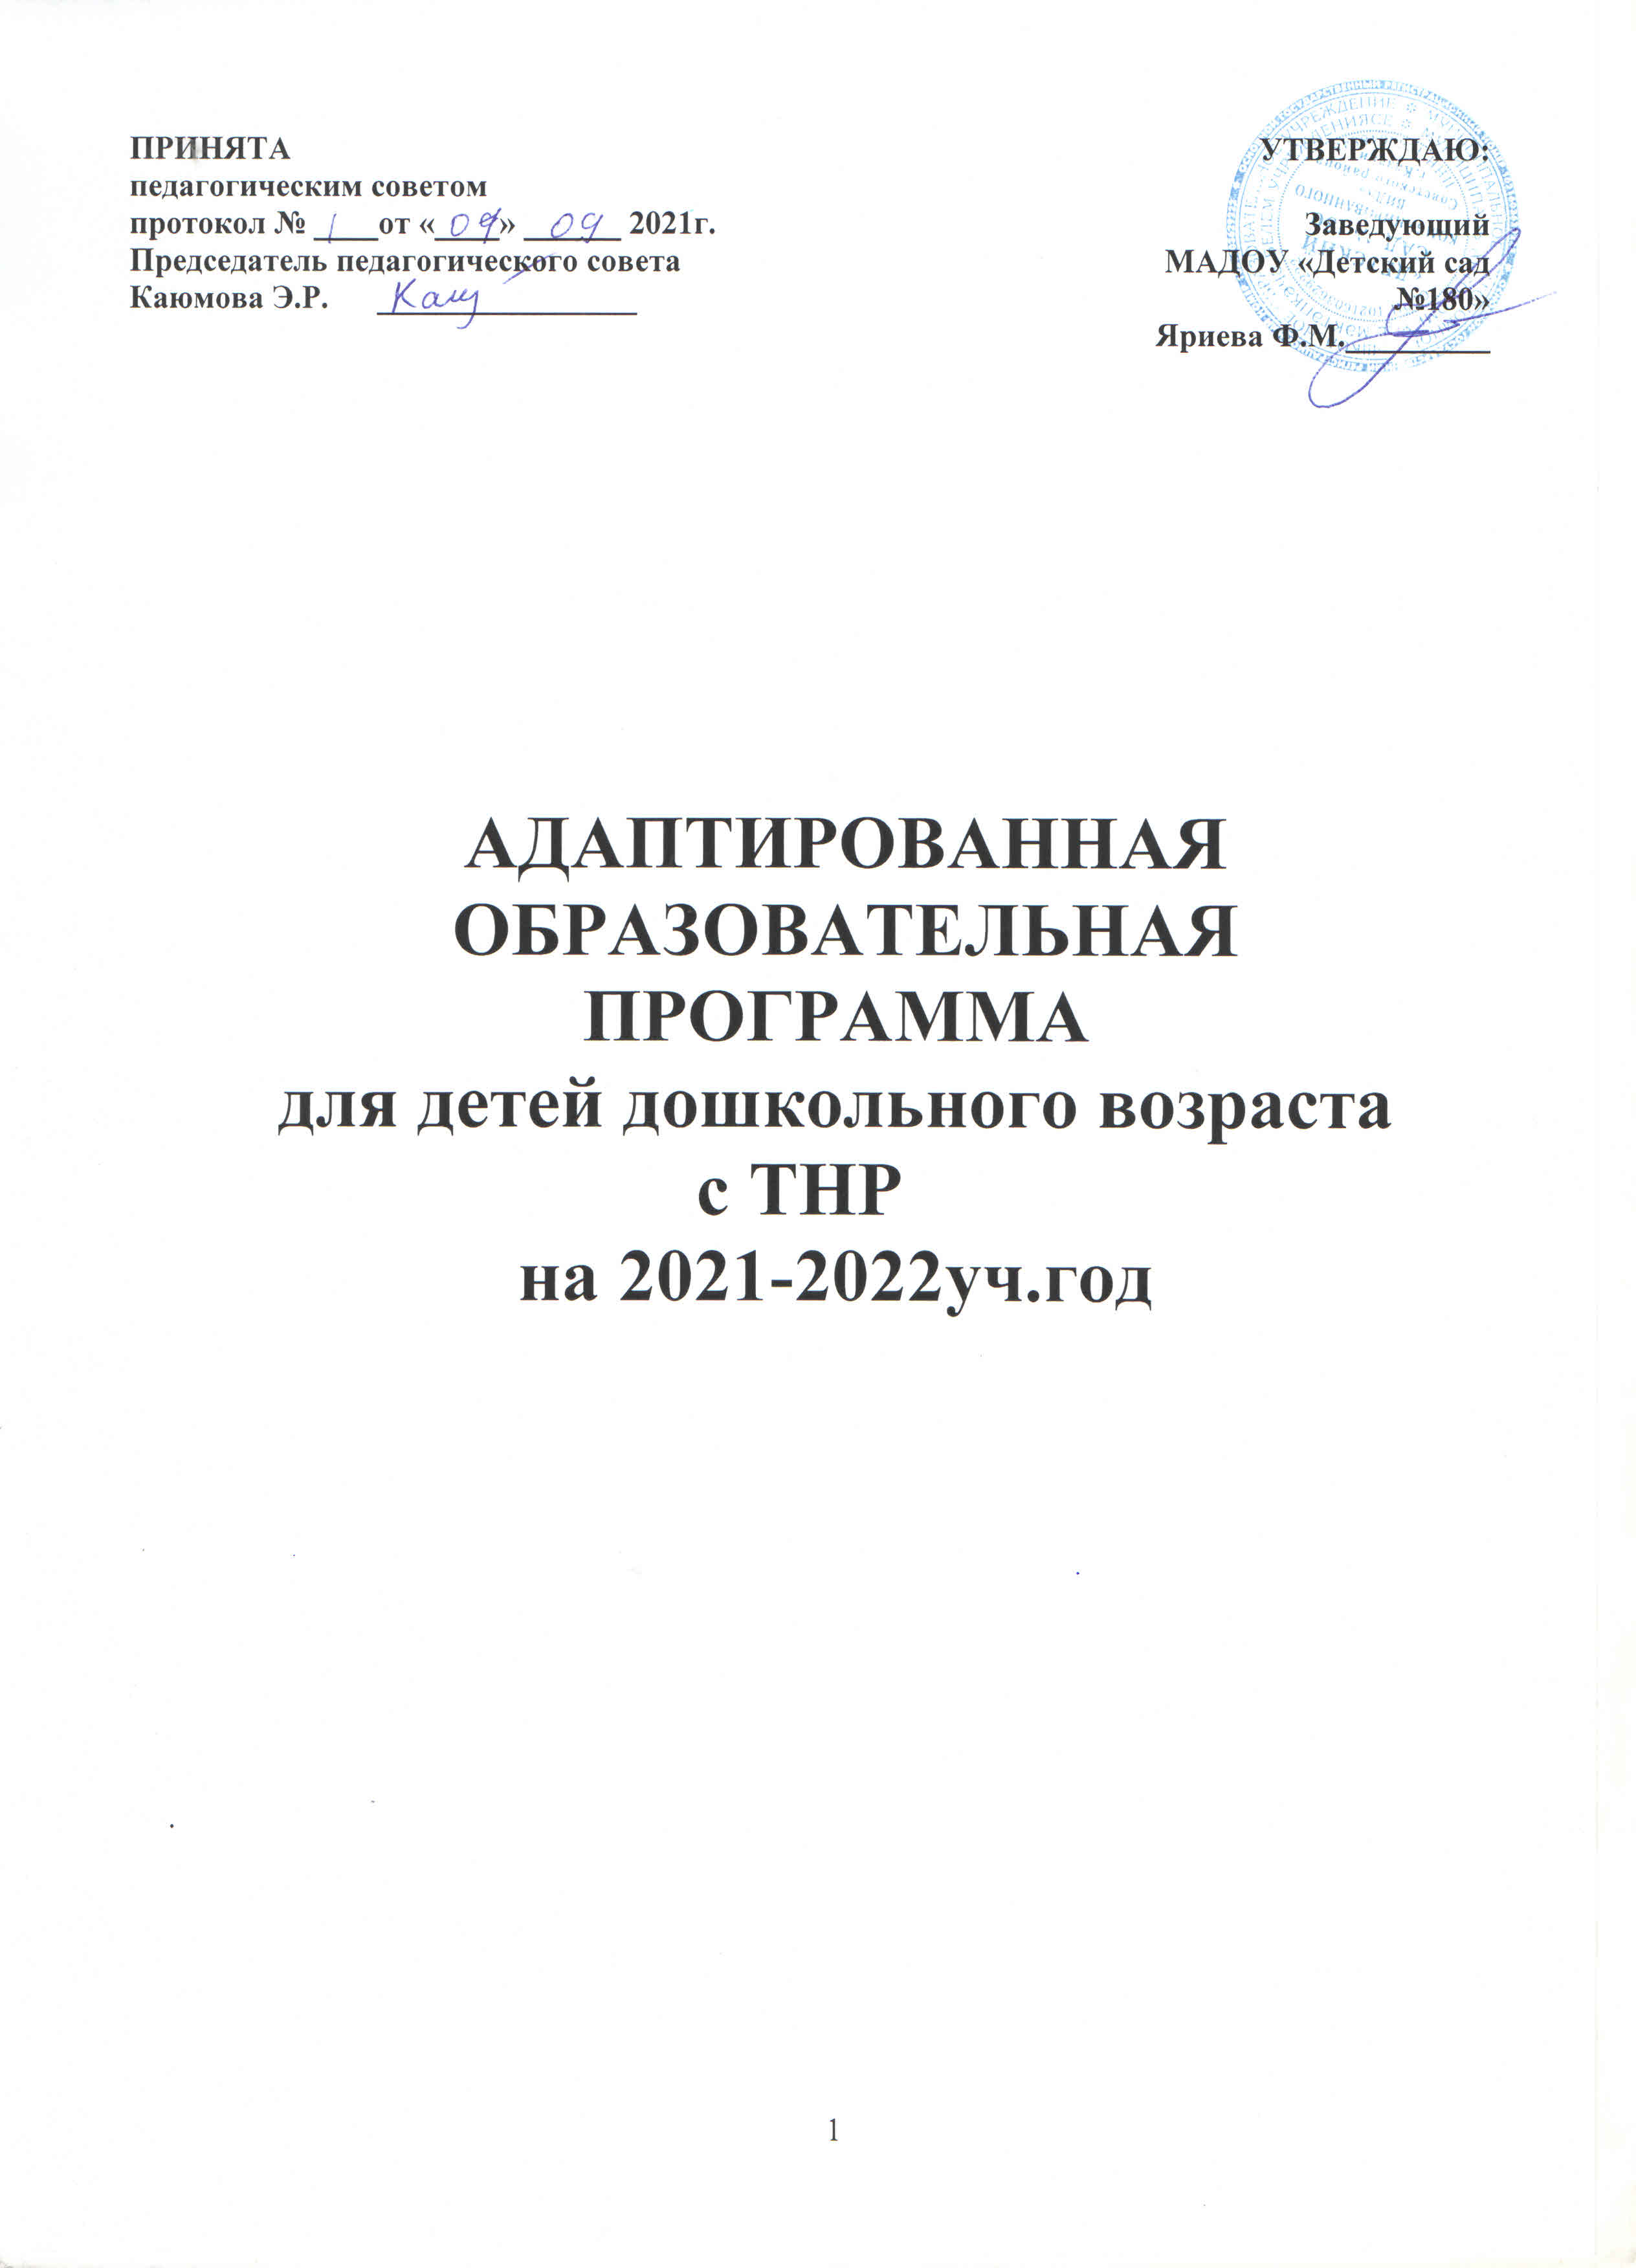 ПРИНЯТА
педагогическим советом
протокол № 1 от «09» 09 2021г.
Председатель педагогического совета
Каюмова Э.Р.
УТВЕРЖДАЮ:
Заведующий
МАДОУ «Детский сад
№180»
Яриева Ф.М.
АДАПТИРОВАННАЯ
ОБРАЗОВАТЕЛЬНАЯ
ПРОГРАММА
для детей дошкольного возраста
с ТНР
на 2021-2022уч.год
1